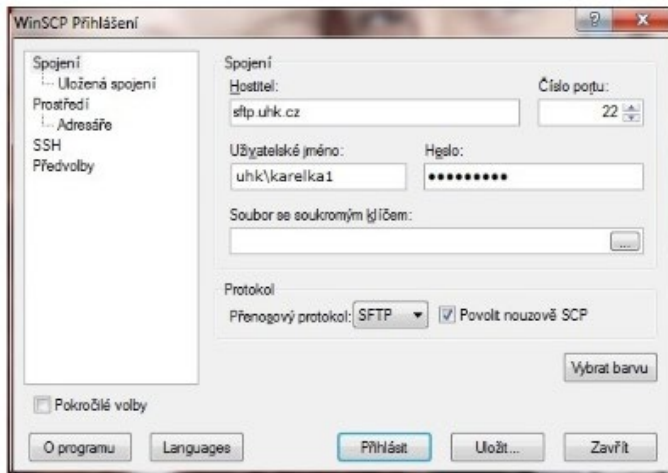 WinSCP Přihlášení
Spojení
Uložená spojení
Prostředí
Adresáře
SSH
Předvolby
Pokročilé volby
Spojení
Hostitel:
Číslo portu:
sftp.uhk.cz
22
Uživatelské jméno:
Heslo:
uhk\karelka1
●●●●●●●●●
Soubor se soukromým klíčem:
...
Protokol
Přenosový protokol:
SFTP
Povolit nouzově SCP
Vybrat barvu
O programu
Languages
Přihlásit
Uložit...
Zavřít